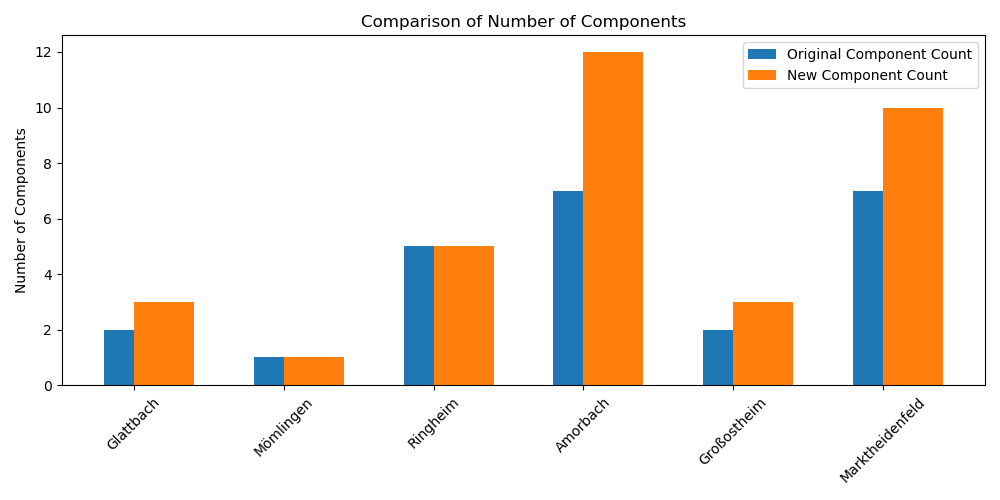 Comparison of Number of Components
Original Component Count
New Component Count
Number of Components
12
10
8
6
4
2
0
Glattbach
Mömlingen
Ringheim
Amorbach
Großostheim
Marktheidenfeld